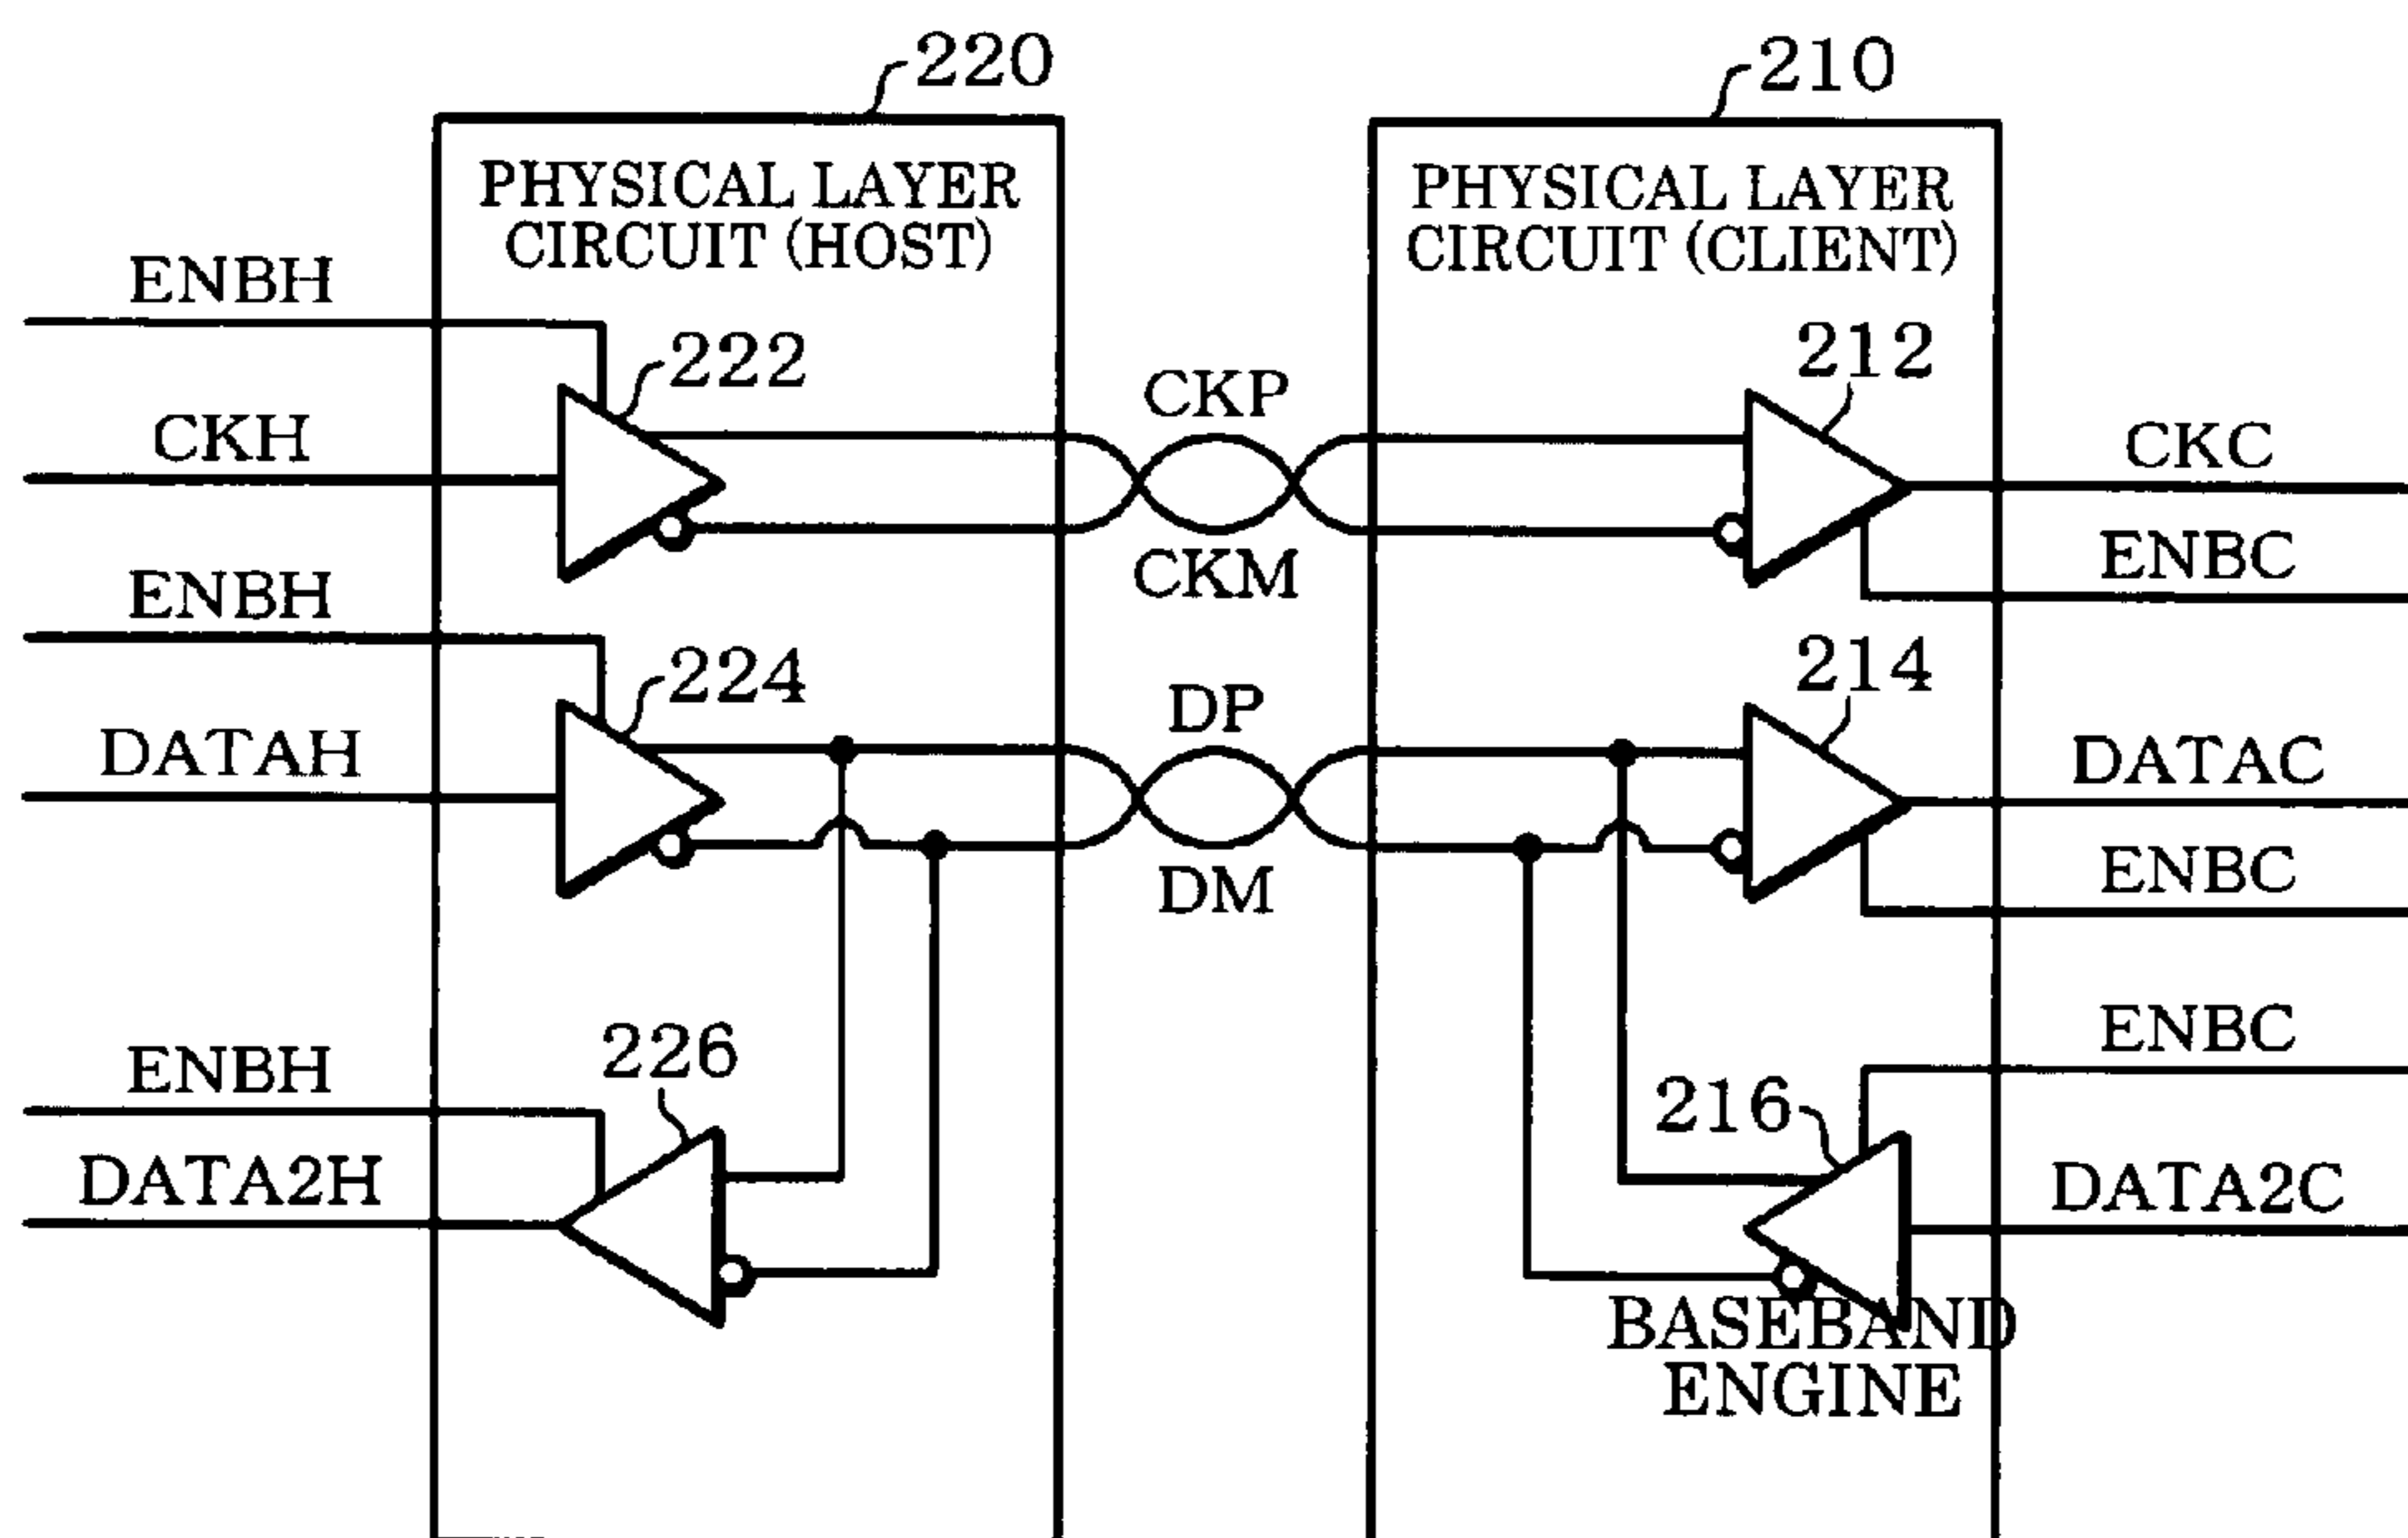 220
210
PHYSICAL LAYER
CIRCUIT (HOST)
PHYSICAL LAYER
CIRCUIT (CLIENT)
ENBH
222
212
CKP
CKH
CKC
CKM
ENBC
ENBH
224
214
DP
DATAH
DATAC
DM
ENBC
ENBC
226
ENBH
216
DATA2H
DATA2C
BASEBAND
ENGINE